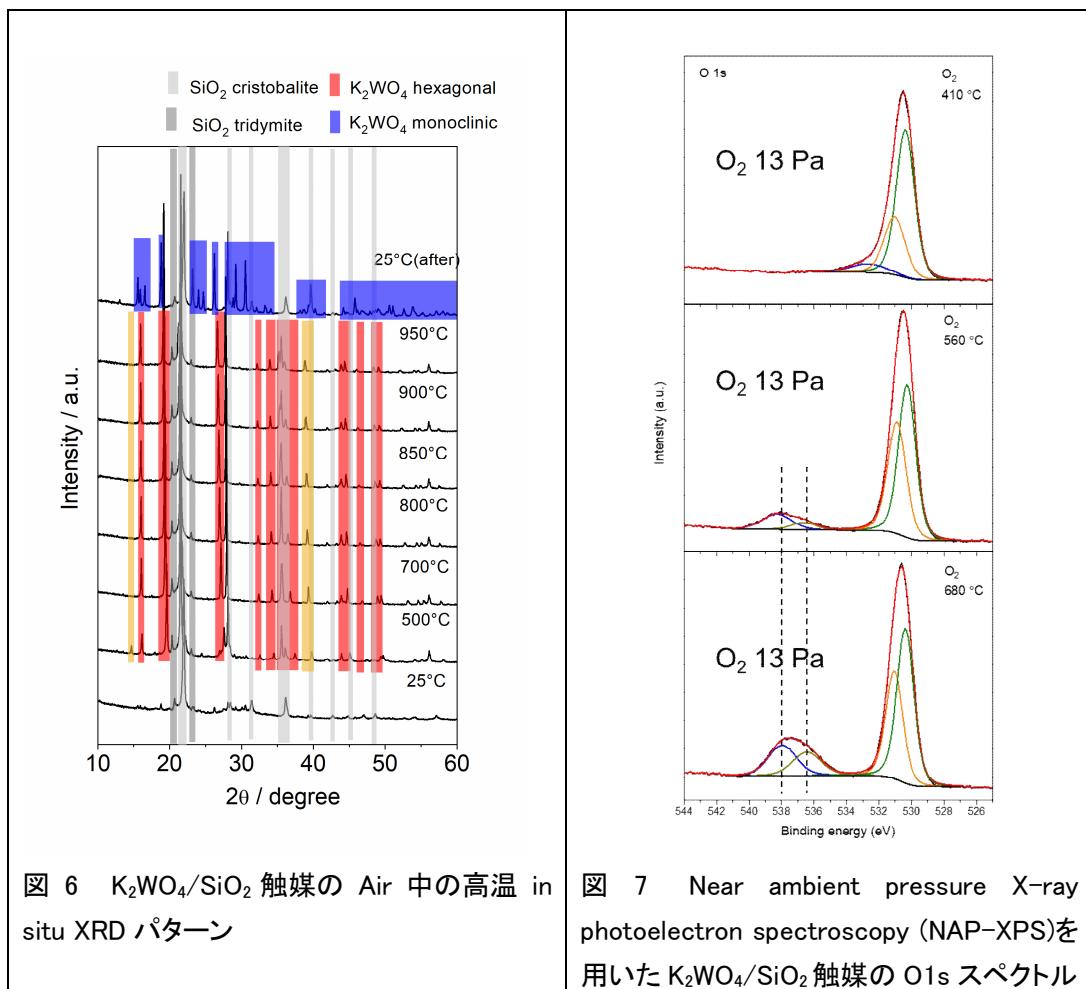 SiO₂ cristobalite
K₂WO₄ hexagonal
SiO₂ tridymite
K₂WO₄ monoclinic
25°C(after)
950°C
900°C
850°C
800°C
700°C
500°C
25°C
Intensity / a.u.
10 20 30 40 50 60
2θ / degree
図 6 K₂WO₄/SiO₂ 触媒の Air 中の高温 in
situ XRD パターン
O 1s
O₂
410 °C
O₂ 13 Pa
O₂
560 °C
O₂ 13 Pa
Intensity (a.u.)
O₂
680 °C
O₂ 13 Pa
544 542 540 538 536 534 532 530 528 526
Binding energy (eV)
図 7 Near ambient pressure X-ray
photoelectron spectroscopy (NAP-XPS)を
用いた K₂WO₄/SiO₂ 触媒の O1s スペクトル